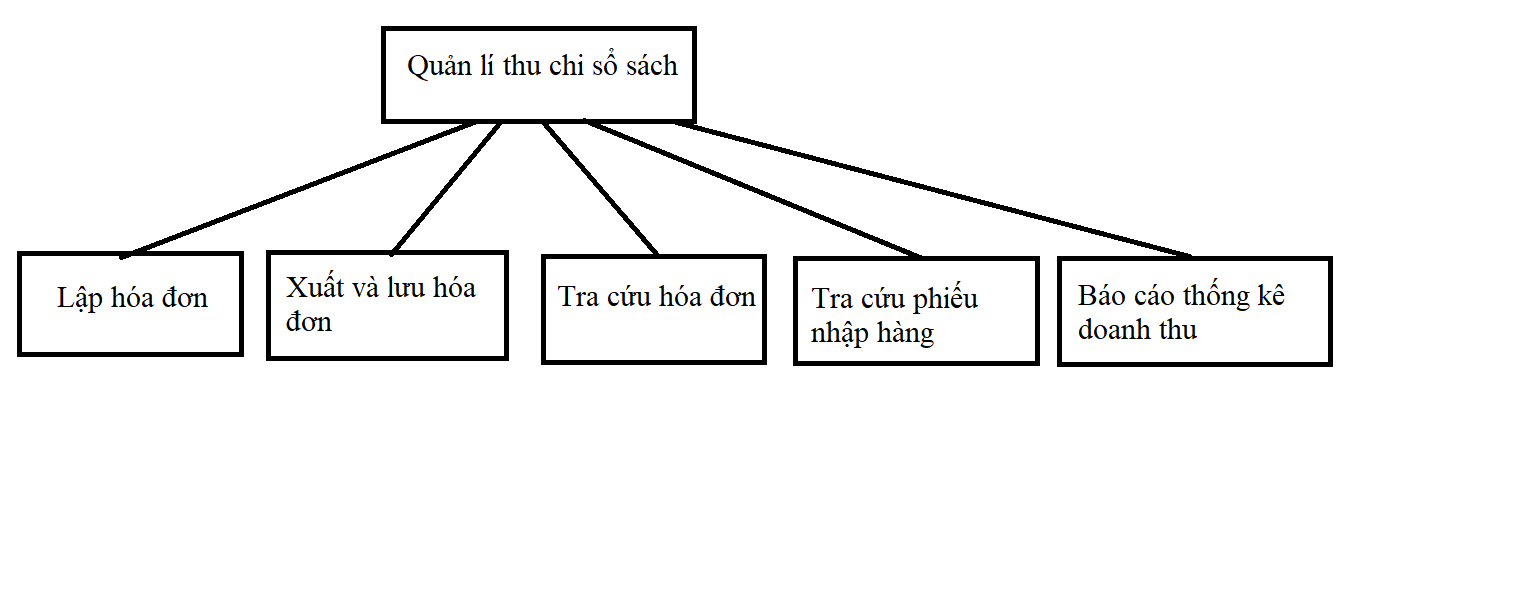 Quản lí thu chi sổ sách
Lập hóa đơn
Xuất và lưu hóa
đơn
Tra cứu hóa đơn
Tra cứu phiếu
nhập hàng
Báo cáo thống kê
doanh thu